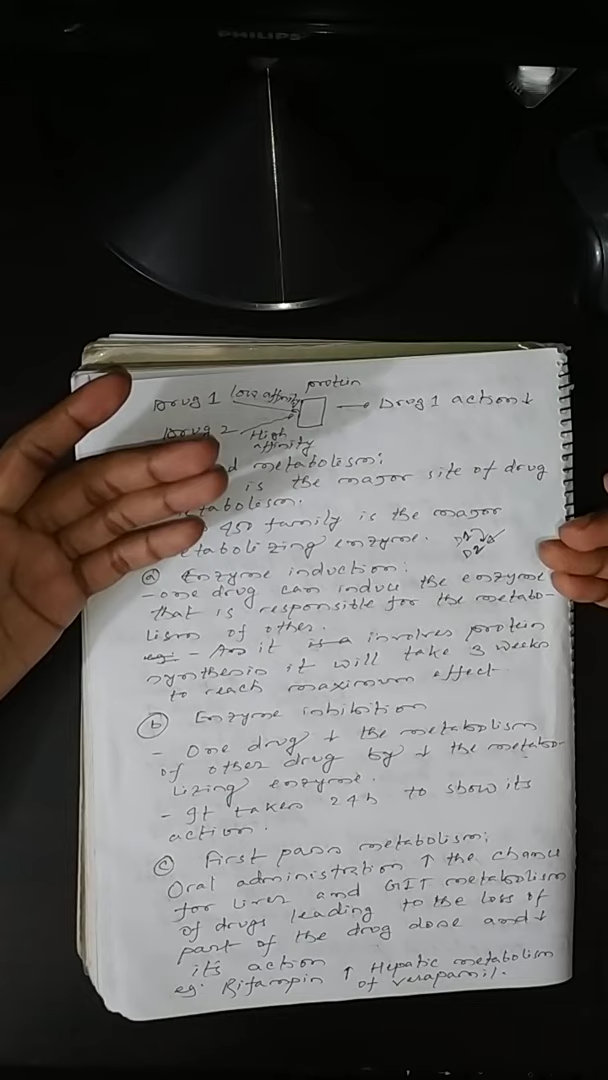 PHILIPS
Drug 1 low affinity protein
→ Drug 1 action ↓
Drug 2 High
affinity
d metabolism:
is the major site of drug
tabolism.
450 family is the major
etabolizing enzyme.
(a) Enzyme induction:
- one drug can induce the enzyme
that is responsible for the metabo-
lism of other.
eg:- As it is a involves protein
synthesis it will take 3 weeks
to reach maximum effect.
(b) Enzyme inhibition
- One drug ↓ the metabolism
of other drug by ↓ the metabo-
lizing enzyme.
- It takes 24h to show its
action.
(c) First pass metabolism:
Oral administration ↑ the chance
for liver and GIT metabolism
of drugs leading to the loss of
part of the drug dose and ↓
its action
eg. Rifampin ↑ Hepatic metabolism
of verapamil.